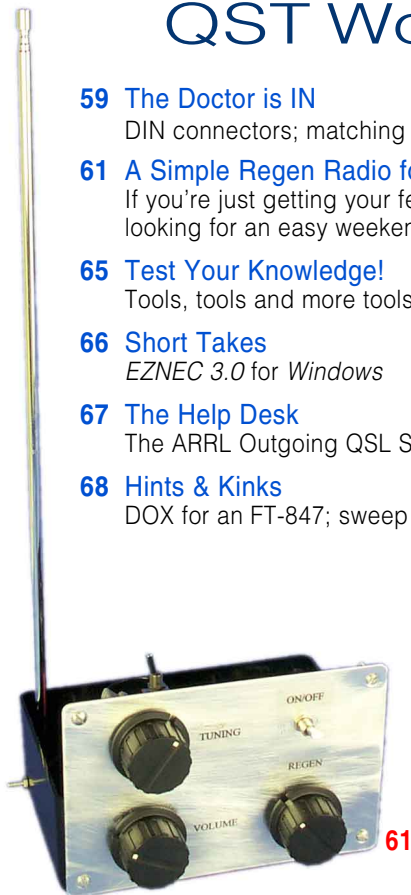 QST Wo
59 The Doctor is IN
DIN connectors; matching
61 A Simple Regen Radio fo
If you're just getting your fe
looking for an easy weeken
65 Test Your Knowledge!
Tools, tools and more tools
66 Short Takes
EZNEC 3.0 for Windows
67 The Help Desk
The ARRL Outgoing QSL S
68 Hints & Kinks
DOX for an FT-847; sweep
ON/OFF
TUNING
REGEN
VOLUME
61